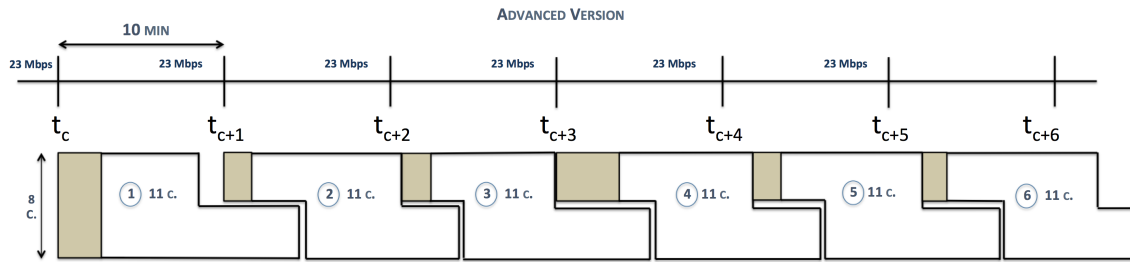 ADVANCED VERSION
10 MIN
23 Mbps 23 Mbps 23 Mbps 23 Mbps 23 Mbps 23 Mbps
tc tc+1 tc+2 tc+3 tc+4 tc+5 tc+6
8 C.
1 11 C. 2 11 C. 3 11 C. 4 11 C. 5 11 C. 6 11 C.